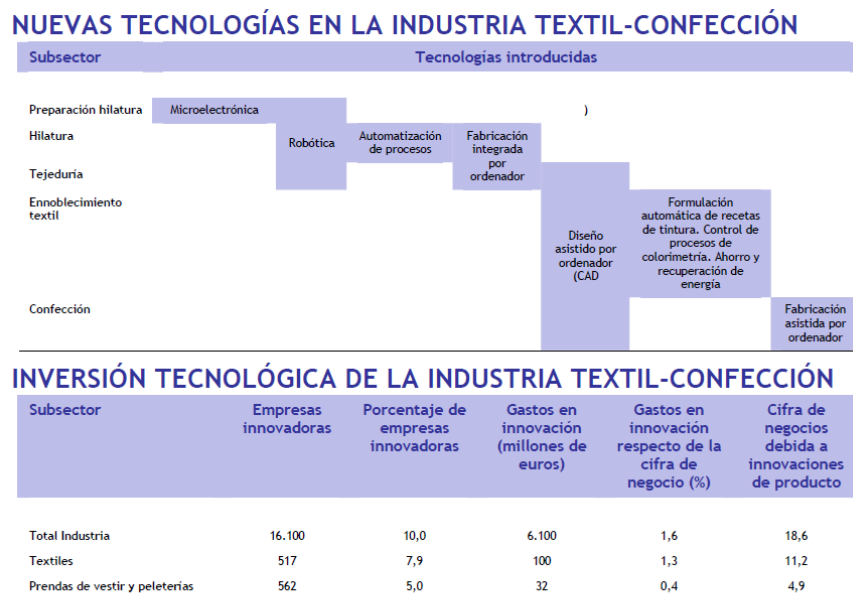 NUEVAS TECNOLOGÍAS EN LA INDUSTRIA TEXTIL-CONFECCIÓN
Subsector
Tecnologías introducidas
Preparación hilatura
Microelectrónica
)
Hilatura
Robótica
Automatización
de procesos
Fabricación
integrada
por
ordenador
Tejeduría
Ennoblecimiento
textil
Diseño
asistido por
ordenador
(CAD
Formulación
automática de recetas
de tintura. Control de
procesos de
colorimetría. Ahorro y
recuperación de
energía
Confección
Fabricación
asistida por
ordenador
INVERSIÓN TECNOLÓGICA DE LA INDUSTRIA TEXTIL-CONFECCIÓN
Subsector
Empresas
innovadoras
Porcentaje de
empresas
innovadoras
Gastos en
innovación
(millones de
euros)
Gastos en
innovación
respecto de la
cifra de
negocio (%)
Cifra de
negocios
debida a
innovaciones
de producto
Total Industria 16.100 10,0 6.100 1,6 18,6
Textiles 517 7,9 100 1,3 11,2
Prendas de vestir y peleterías 562 5,0 32 0,4 4,9